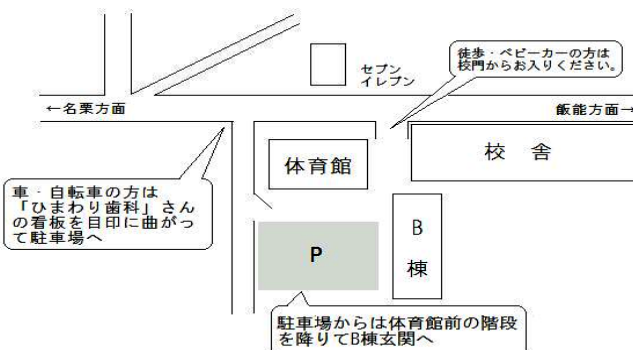 セブン
イレブン
徒歩・ベビーカーの方は
校門からお入りください。
←名栗方面
飯能方面→
体育館
校 舎
車・自転車の方は
「ひまわり歯科」さん
の看板を目印に曲がっ
て駐車場へ
P
B
棟
駐車場からは体育館前の階段
を降りてB棟玄関へ